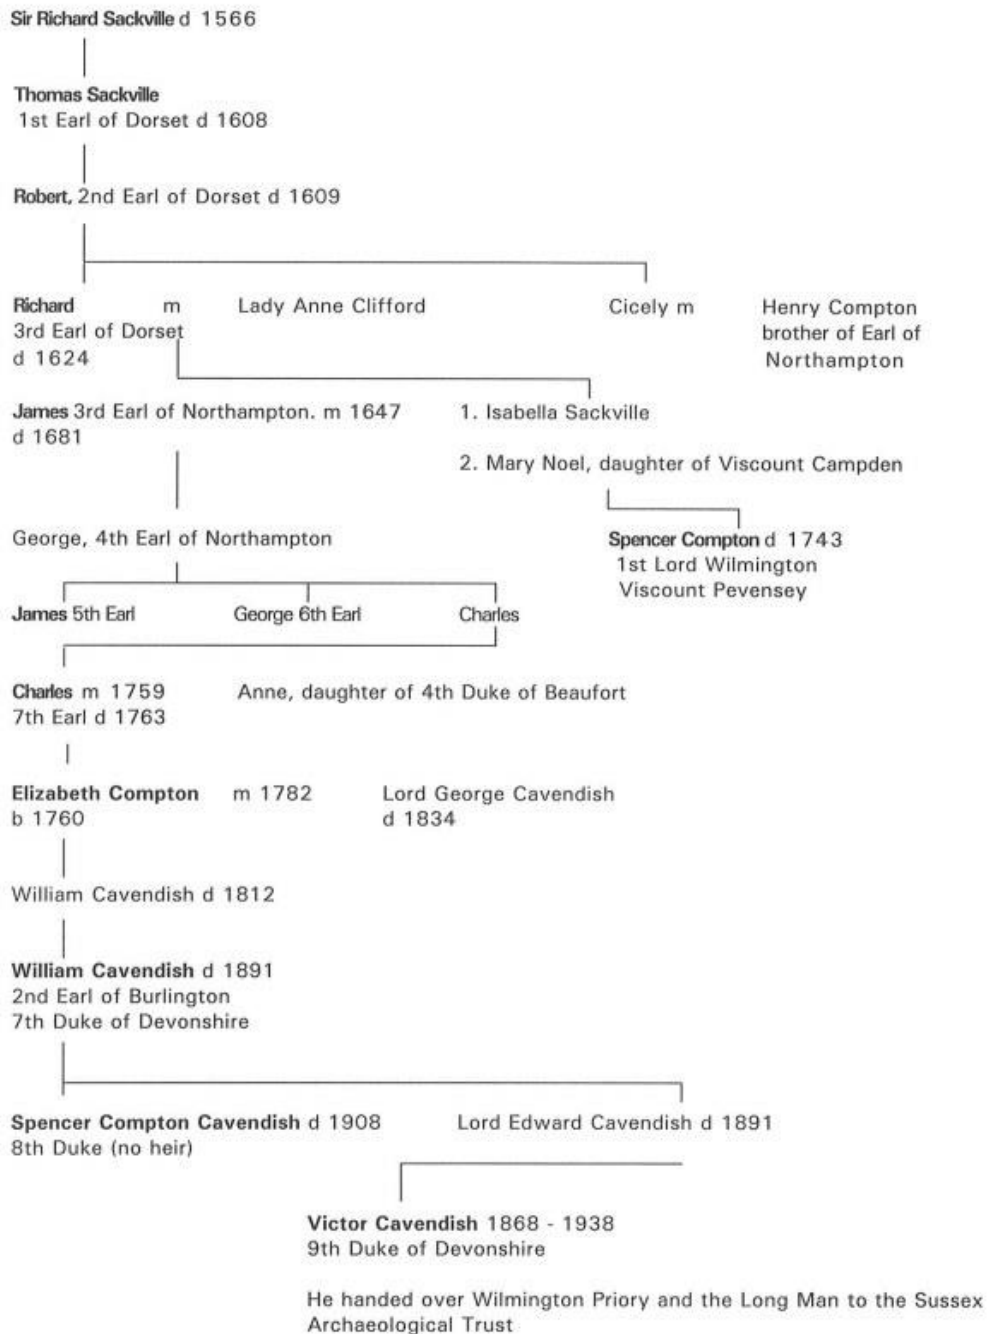 Sir Richard Sackville d 1566
Thomas Sackville
1st Earl of Dorset d 1608
Robert, 2nd Earl of Dorset d 1609
Richard m Lady Anne Clifford Cicely m Henry Compton
3rd Earl of Dorset brother of Earl of
d 1624 Northampton
James 3rd Earl of Northampton. m 1647 1. Isabella Sackville
d 1681
2. Mary Noel, daughter of Viscount Campden
George, 4th Earl of Northampton Spencer Compton d 1743
1st Lord Wilmington
Viscount Pevensey
James 5th Earl George 6th Earl Charles
Charles m 1759 Anne, daughter of 4th Duke of Beaufort
7th Earl d 1763
Elizabeth Compton m 1782 Lord George Cavendish
b 1760 d 1834
William Cavendish d 1812
William Cavendish d 1891
2nd Earl of Burlington
7th Duke of Devonshire
Spencer Compton Cavendish d 1908 Lord Edward Cavendish d 1891
8th Duke (no heir)
Victor Cavendish 1868 - 1938
9th Duke of Devonshire
He handed over Wilmington Priory and the Long Man to the Sussex
Archaeological Trust